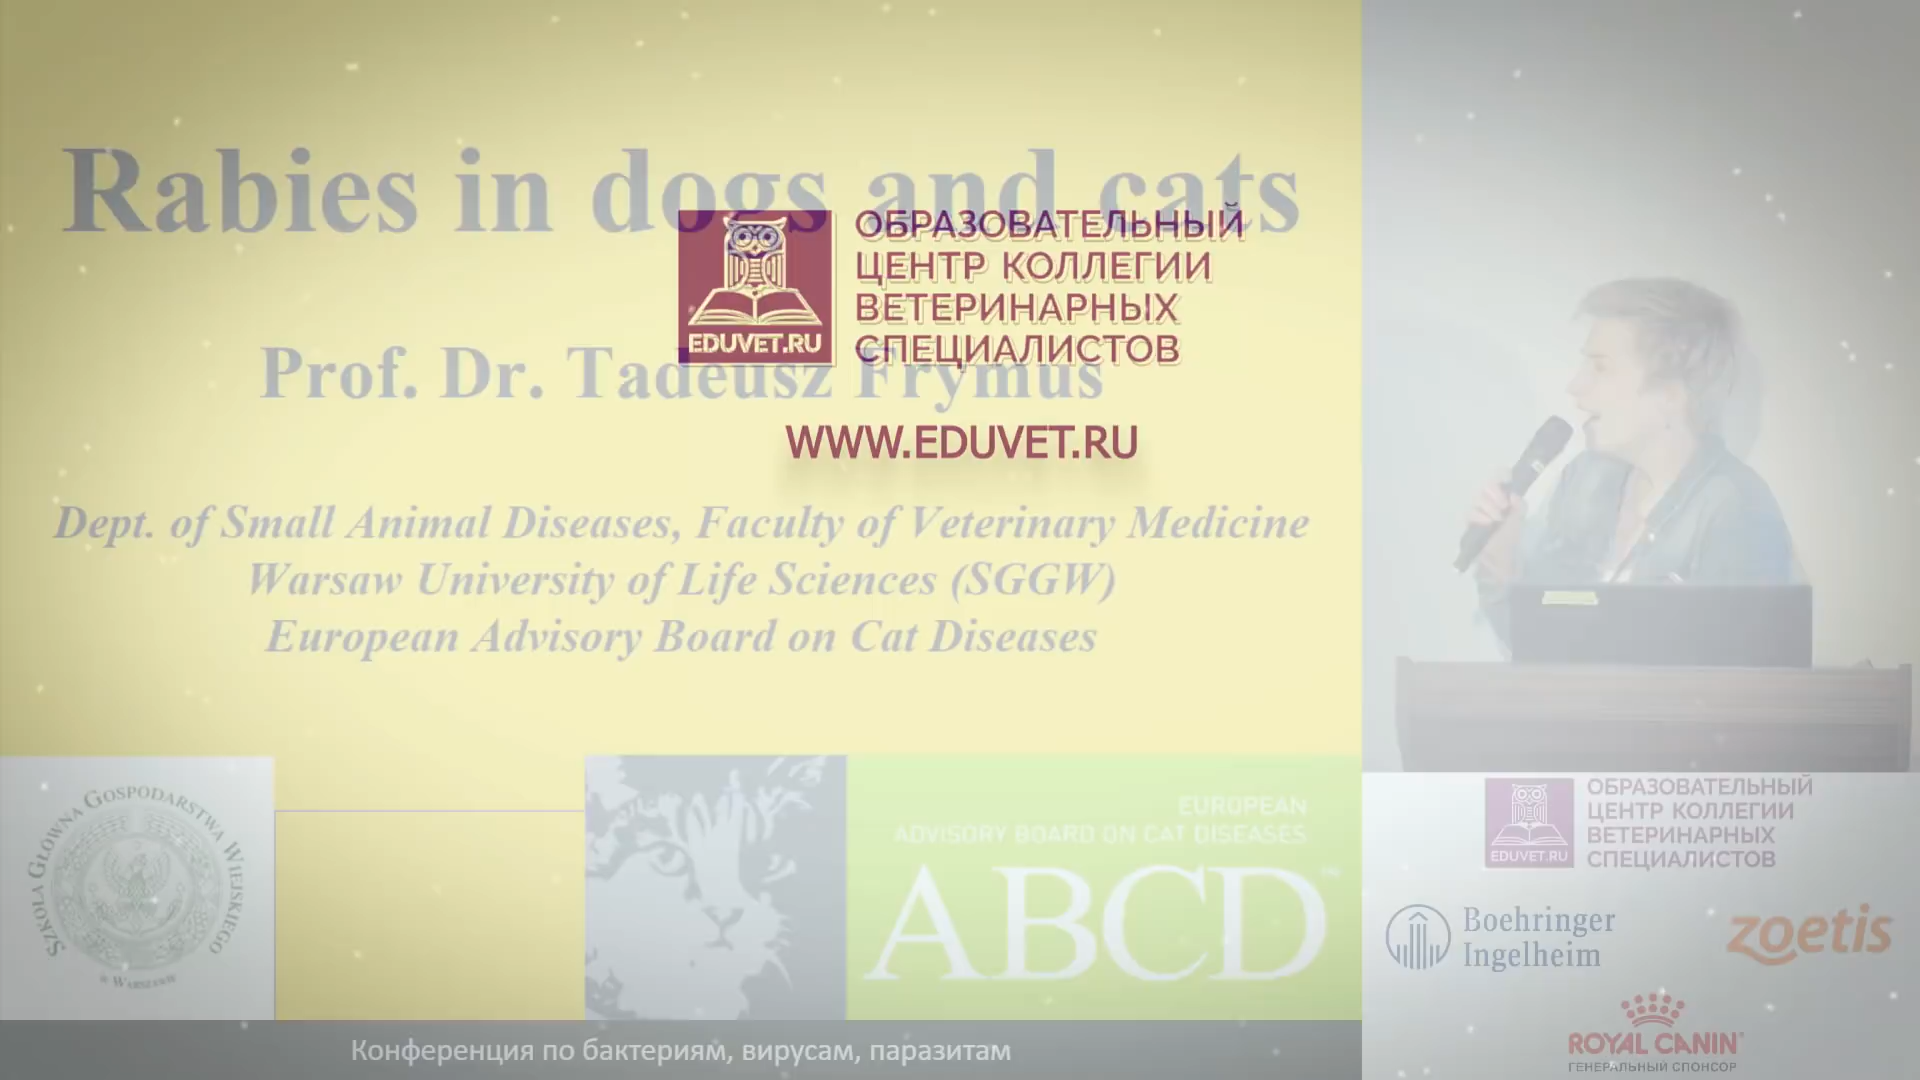 Rabies in dogs and cats
ОБРАЗОВАТЕЛЬНЫЙ
ЦЕНТР КОЛЛЕГИИ
ВЕТЕРИНАРНЫХ
СПЕЦИАЛИСТОВ
EDUVET.RU
Prof. Dr. Tadeusz Frymus
WWW.EDUVET.RU
Dept. of Small Animal Diseases, Faculty of Veterinary Medicine
Warsaw University of Life Sciences (SGGW)
European Advisory Board on Cat Diseases
SZKOŁA GŁÓWNA GOSPODARSTWA WIEJSKIEGO
w WARSZAWIE
EUROPEAN
ADVISORY BOARD ON CAT DISEASES
ABCD™
ОБРАЗОВАТЕЛЬНЫЙ
ЦЕНТР КОЛЛЕГИИ
ВЕТЕРИНАРНЫХ
СПЕЦИАЛИСТОВ
EDUVET.RU
Boehringer
Ingelheim
zoetis
ROYAL CANIN
ГЕНЕРАЛЬНЫЙ СПОНСОР
Конференция по бактериям, вирусам, паразитам